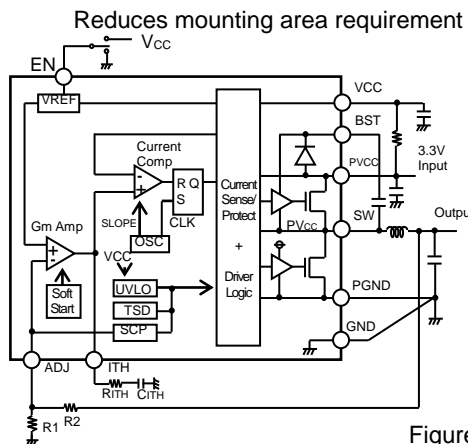 Reduces mounting area requirement
EN
VCC
VREF
VCC
BST
3.3V
Input
PVCC
Current
Comp
R Q
S
CLK
SLOPE
OSC
Gm Amp
VCC
Soft
Start
UVLO
TSD
SCP
Current
Sense/
Protect
+
Driver
Logic
PVCC
SW
Output
PGND
GND
ADJ
ITH
RITH
CITH
R1
R2
Figure